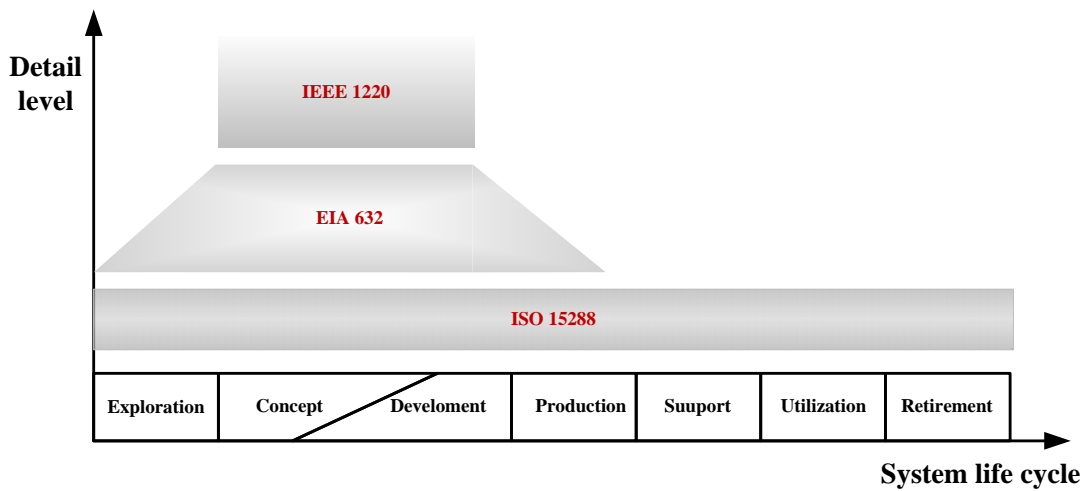 Detail
level
IEEE 1220
EIA 632
ISO 15288
Exploration
Concept
Develoment
Production
Suuport
Utilization
Retirement
System life cycle